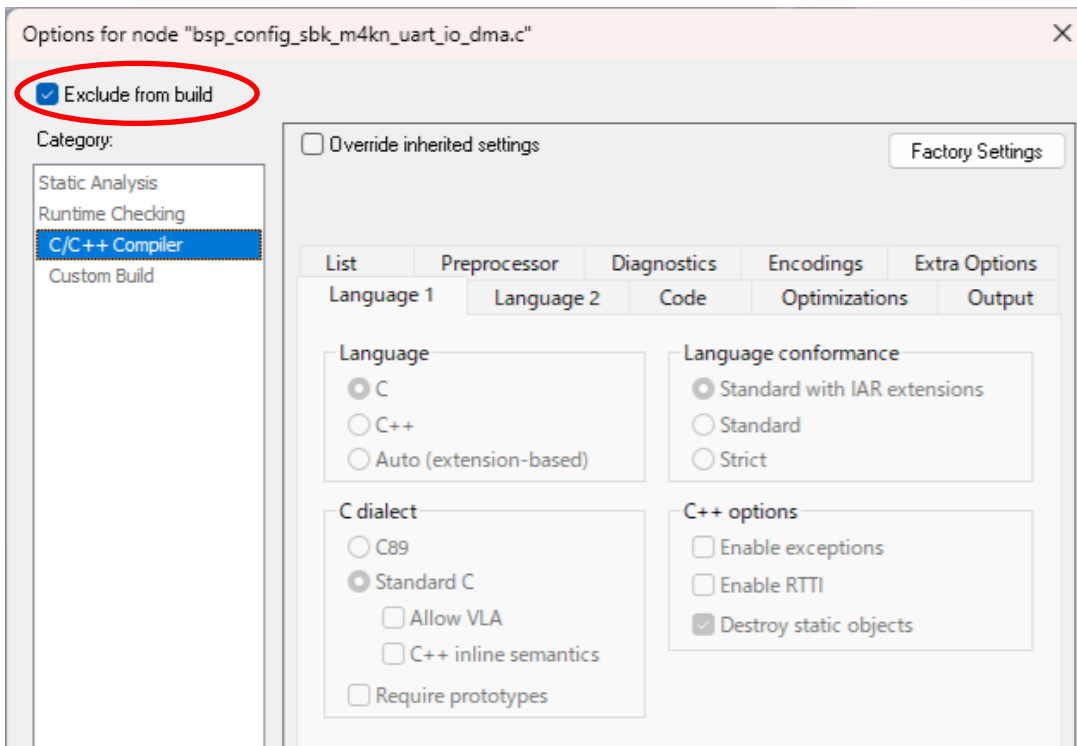 Options for node "bsp_config_sbk_m4kn_uart_io_dma.c"
Exclude from build
Category:
Static Analysis
Runtime Checking
C/C++ Compiler
Custom Build
Override inherited settings
Factory Settings
List Preprocessor Diagnostics Encodings Extra Options
Language 1 Language 2 Code Optimizations Output
Language
C
C++
Auto (extension-based)
Language conformance
Standard with IAR extensions
Standard
Strict
C dialect
C89
Standard C
Allow VLA
C++ inline semantics
Require prototypes
C++ options
Enable exceptions
Enable RTTI
Destroy static objects